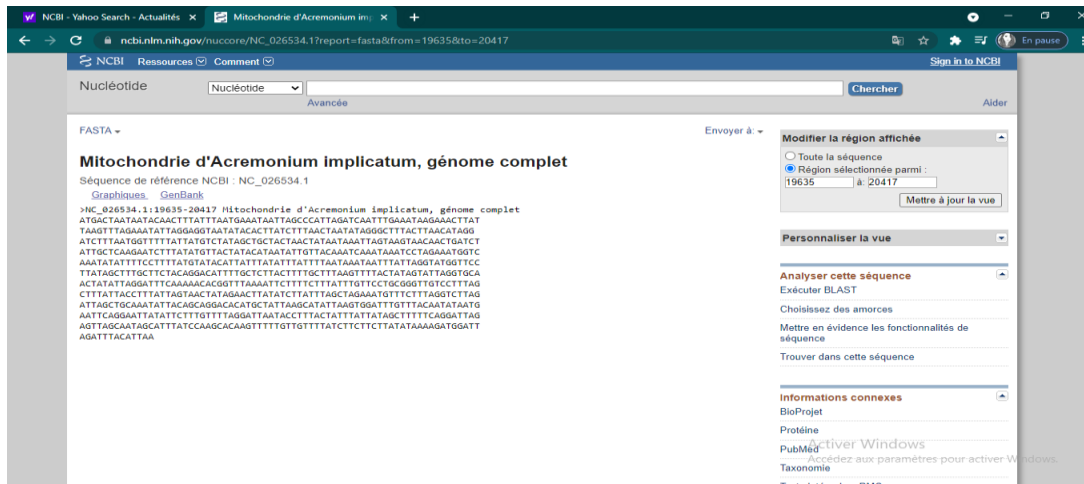 NCBI - Yahoo Search - Actualités
Mitochondrie d'Acremonium im
ncbi.nlm.nih.gov/nuccore/NC_026534.1?report=fasta&from=19635&to=20417
En pause
NCBI Ressources Comment
Sign in to NCBI
Nucléotide
Nucléotide
Chercher
Avancée
Aider
FASTA
Envoyer à:
Mitochondrie d'Acremonium implicatum, génome complet
Séquence de référence NCBI : NC_026534.1
Graphiques GenBank
>NC_026534.1:19635-20417 Mitochondrie d'Acremonium implicatum, génome complet
ATGACTAATAATACAACTTTATTTAATGAAATAATTAGCCCATTAGATCAATTTGAAATAAGAAACTTAT
TAAGTTTAGAAATATTAGGAGGTAATATACACTTATCTTTAACTAATATAGGGCTTTACTTAACATAGG
ATCTTTAATGGTTTTTATTATGTCTATAGCTGCTACTAACTATAATAAATTAGTAAGTAACAACTGATCT
ATTGCTCAAGAATCTTTATATGTTACTATACATAATATTGTTACAAATCAAATAAATCCTAGAAATGGTC
AAATATATTTTCCTTTTATGTATACATTATTTATATTTATTTTAATAAATAATTTATTAGGTATGGTTCC
TTATAGCTTTGCTTCTACAGGACATTTTGCTCTTACTTTTGCTTTAAGTTTTACTATAGTATTAGGTGCA
ACTATATTAGGATTTCAAAAACACGGTTTAAAATTCTTTTCTTTATTTGTTCCTGCGGGTTGTCCTTTAG
CTTTATTACCTTTATTAGTAACTATAGAACTTATATCTTATTTAGCTAGAAATGTTTCTTTAGGTCTTAG
ATTAGCTGCAAATATTACAGCAGGACACATGCTATTAAGCATATTAAGTGGATTTGTTTACAATATAATG
AATTCAGGAATTATATTCTTTGTTTTAGGATTAATACCTTTACTATTTATTATAGCTTTTTCAGGATTAG
AGTTAGCAATAGCATTTATCCAAGCACAAGTTTTTGTTGTTTTATCTTCTTCTTATATAAAAGATGGATT
AGATTTACATTAA
Modifier la région affichée
Toute la séquence
Région sélectionnée parmi :
19635 à: 20417
Mettre à jour la vue
Personnaliser la vue
Analyser cette séquence
Exécuter BLAST
Choisissez des amorces
Mettre en évidence les fonctionnalités de
séquence
Trouver dans cette séquence
Informations connexes
BioProjet
Protéine
PubMed
Taxonomie
Activer Windows
Accédez aux paramètres pour activer Windows.